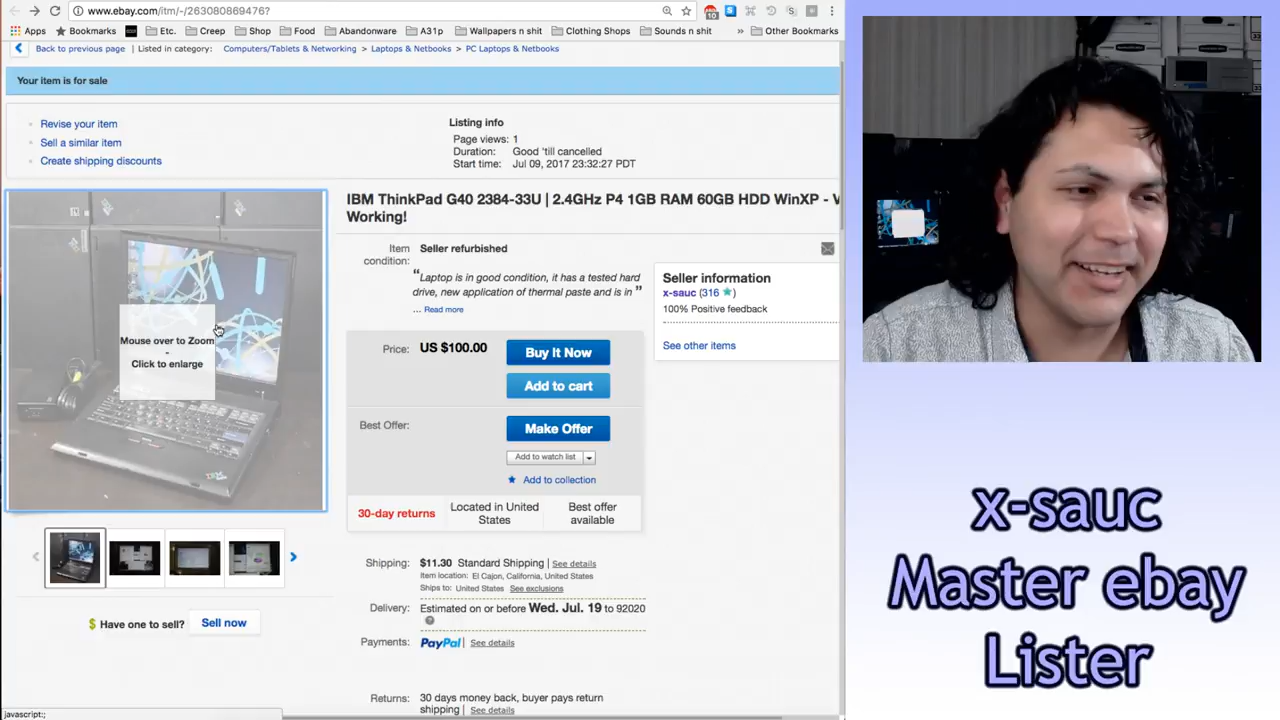 www.ebay.com/itm/-/263080869476?
10
Apps Bookmarks Etc. Creep Shop Food Abandonware A31p Wallpapers n shit Clothing Shops Sounds n shit » Other Bookmarks
Back to previous page | Listed in category: Computers/Tablets & Networking > Laptops & Netbooks > PC Laptops & Netbooks
Your item is for sale
Revise your item
Sell a similar item
Create shipping discounts
Listing info
Page views: 1
Duration: Good 'till cancelled
Start time: Jul 09, 2017 23:32:27 PDT
IBM ThinkPad G40 2384-33U | 2.4GHz P4 1GB RAM 60GB HDD WinXP - V
Working!
Item condition: Seller refurbished
“ Laptop is in good condition, it has a tested hard
drive, new application of thermal paste and is in ”
... Read more
Seller information
x-sauc (316 ★)
100% Positive feedback
See other items
Mouse over to Zoom
-
Click to enlarge
Price: US $100.00 Buy It Now
Add to cart
Best Offer: Make Offer
Add to watch list
★ Add to collection
30-day returns
Located in United States
Best offer available
Shipping: $11.30 Standard Shipping | See details
Item location: El Cajon, California, United States
Ships to: United States See exclusions
Delivery: Estimated on or before Wed. Jul. 19 to 92020
?
Payments: PayPal | See details
$ Have one to sell? Sell now
Returns: 30 days money back, buyer pays return
shipping | See details
javascript:;
x-sauc
Master ebay
Lister